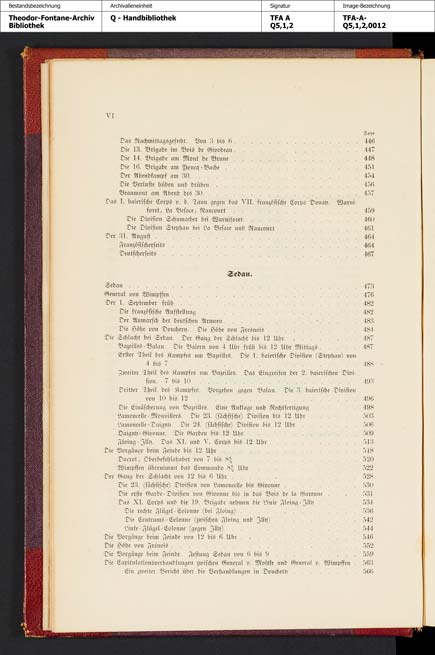 Bestandsbezeichnung
Archivalieneinheit
Signatur
Image-Bezeichnung
Theodor-Fontane-Archiv
Bibliothek
Q - Handbibliothek
TFA A
Q5,1,2
TFA-A-
Q5,1,2,0012
VI
Seite
Das Nachmittagsgefecht. Von 3 bis 6 446
Die 13. Brigade im Bois de Givodeau 447
Die 14. Brigade am Mont de Brune 448
Die 16. Brigade am Yoncq-Bache 451
Der Abendkampf am 30. 454
Die Verluste hüben und drüben 456
Beaumont am Abend des 30. 457
Das I. baierische Corps v. d. Tann gegen das VII. französische Corps Douay. Warni-
forêt, La Besace, Raucourt 459
Die Division Schumacher bei Warniforêt 460
Die Division Stephan bei La Besace und Raucourt 461
Der 31. August 464
Französischerseits 464
Deutscherseits 467
Sedan.
Sedan 473
General von Wimpffen 476
Der 1. September früh 482
Die französische Aufstellung 482
Der Anmarsch der deutschen Armeen 483
Die Höhe von Donchery. Die Höhe von Fresnois 484
Die Schlacht bei Sedan. Der Gang der Schlacht bis 12 Uhr 487
Bazeilles-Balan. Die Baiern von 4 Uhr früh bis 12 Uhr Mittags 487
Erster Theil des Kampfes um Bazeilles. Die 1. baierische Division (Stephan) von
4 bis 7 488
Zweiter Theil des Kampfes um Bazeilles. Das Eingreifen der 2. baierischen Divi-
sion. 7 bis 10 493
Dritter Theil des Kampfes. Vorgehen gegen Balan. Die 3. baierische Division
von 10 bis 12 496
Die Einäscherung von Bazeilles. Eine Anklage und Rechtfertigung 498
Lamoncelle-Monvillers. Die 23. (sächsische) Division bis 12 Uhr 503
Lamoncelle-Daigny. Die 24. (sächsische) Division bis 12 Uhr 506
Daigny-Givonne. Die Garden bis 12 Uhr 509
Floing-Illy. Das XI. und V. Corps bis 12 Uhr 513
Die Vorgänge beim Feinde bis 12 Uhr 518
Ducrot; Oberbefehlshaber von 7 bis 8¾ 520
Wimpffen übernimmt das Commando 8¾ Uhr 522
Der Gang der Schlacht von 12 bis 6 Uhr 528
Die 23. (sächsische) Division von Lamoncelle bis Givonne 530
Die erste Garde-Division von Givonne bis in das Bois de la Garenne 531
Das XI. Corps und die 19. Brigade nehmen die Linie Floing-Illy 534
Die rechte Flügel-Colonne (bei Floing) 536
Die Centrums-Colonne (zwischen Floing und Illy) 542
Linke-Flügel-Colonne (gegen Illy) 544
Die Vorgänge beim Feinde von 12 bis 6 Uhr 546
Die Höhe von Frénois 552
Die Vorgänge beim Feinde. Festung Sedan von 6 bis 9 559
Die Capitulationsverhandlungen zwischen General v. Moltke und General v. Wimpffen 563
Ein zweiter Bericht über die Verhandlungen in Donchery 566